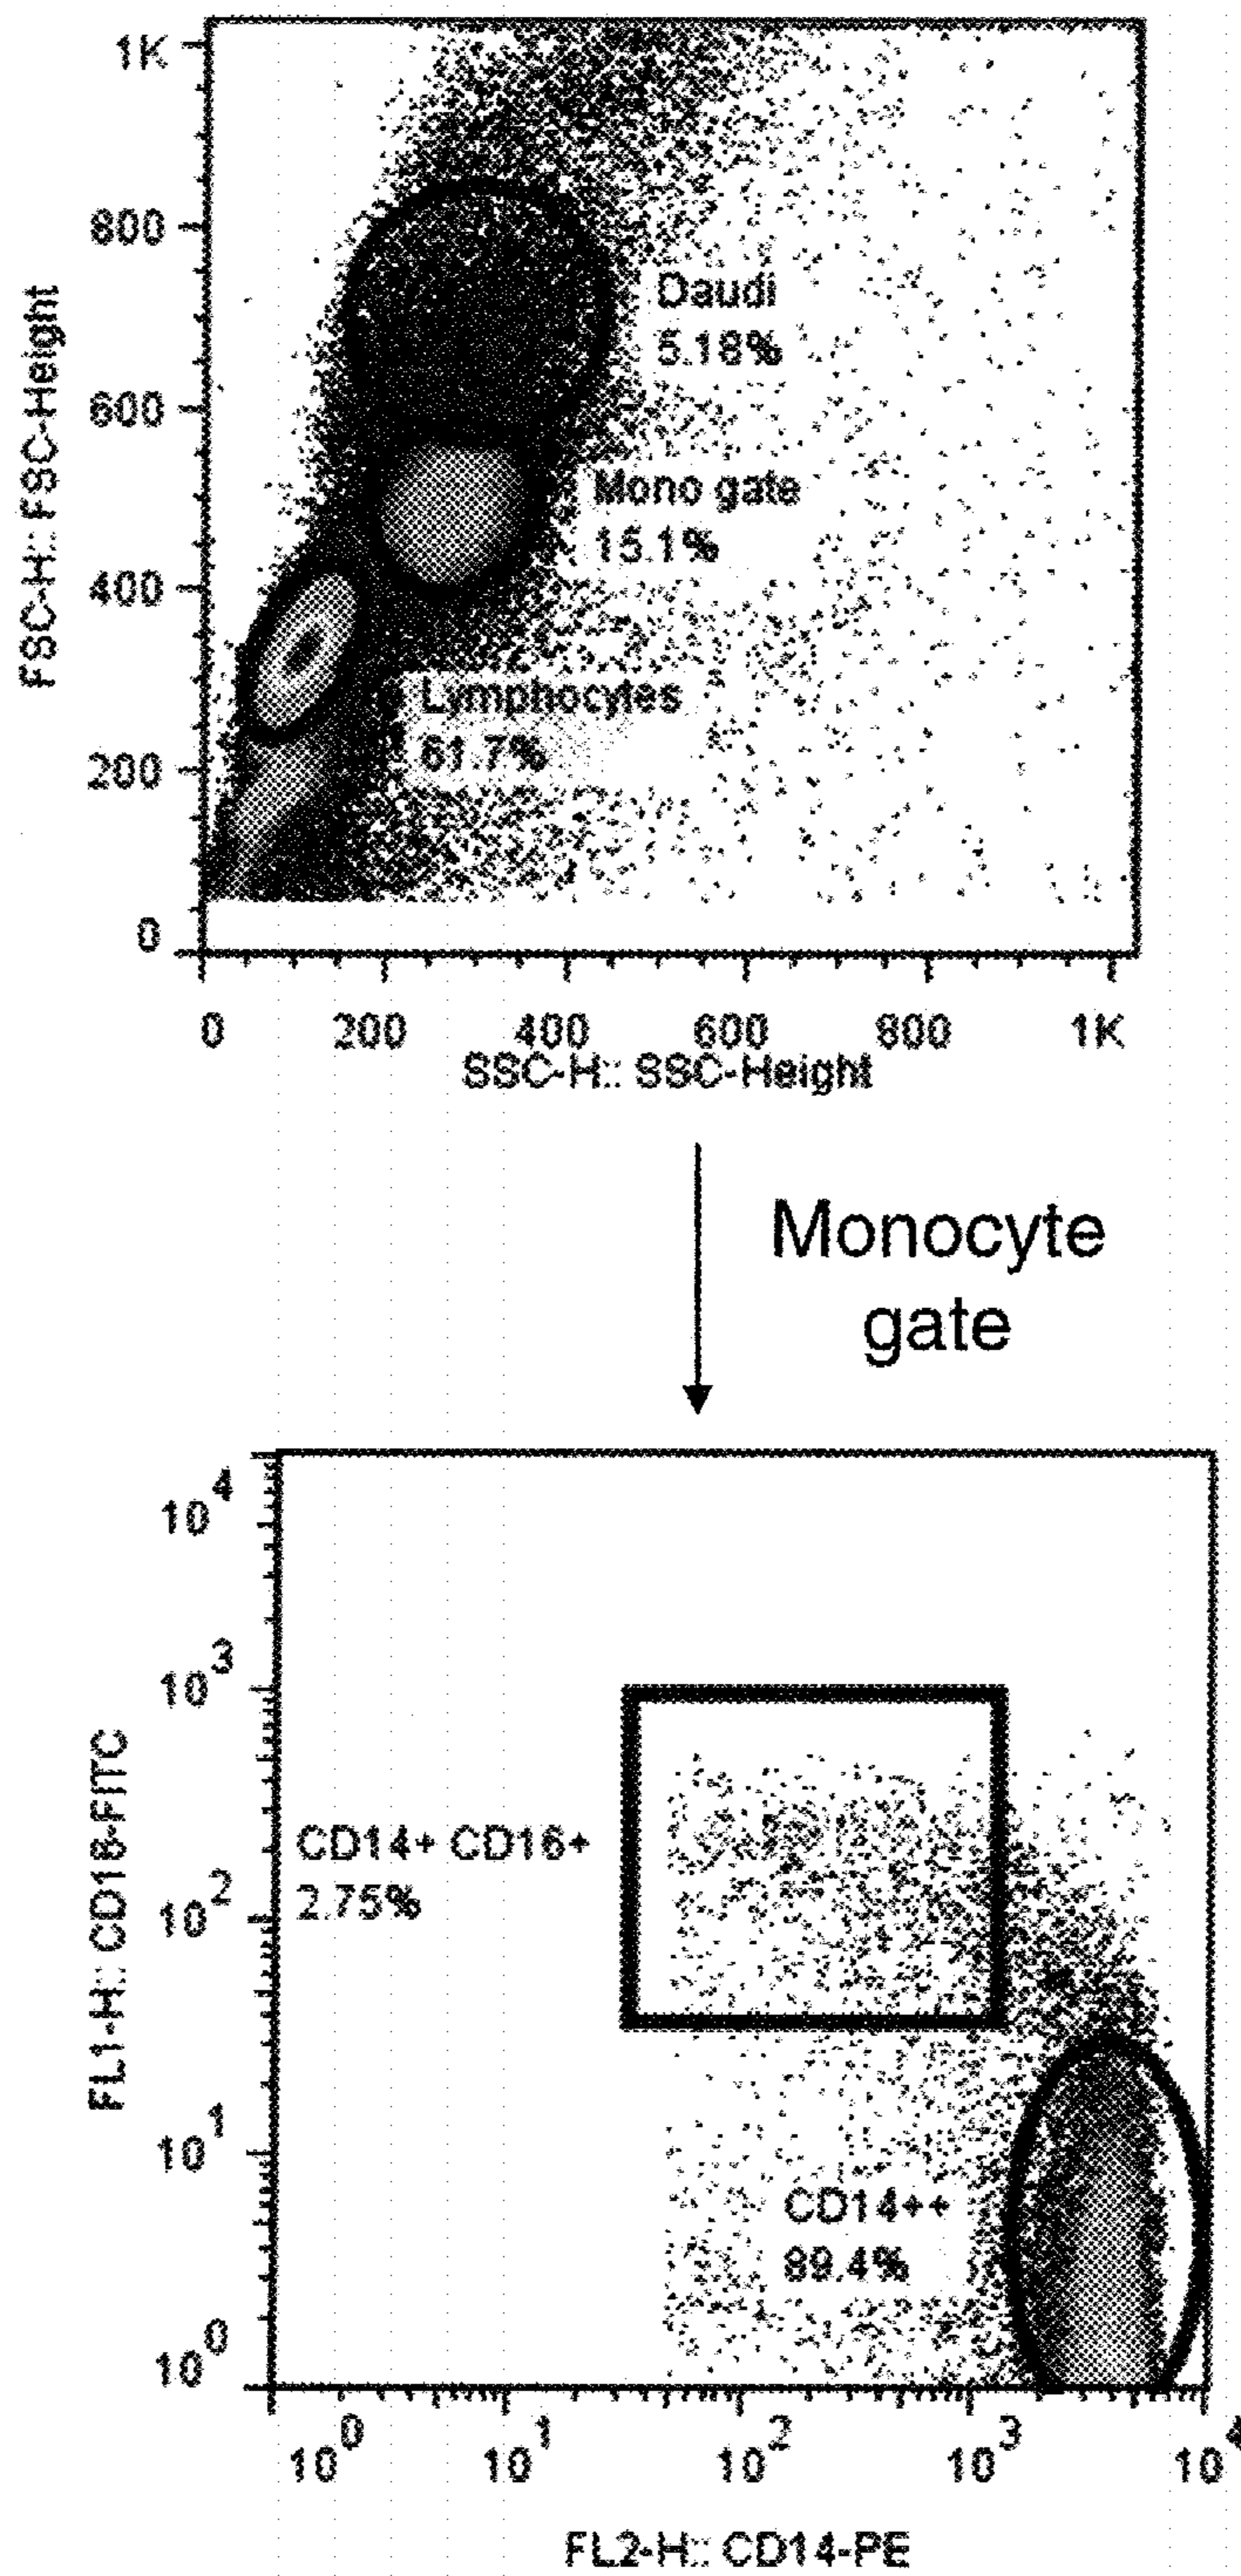 1K
800
600
400
200
0
FSC-H:: FSC-Height
Daudi
5.18%
Mono gate
15.1%
Lymphocytes
61.7%
0 200 400 600 800 1K
SSC-H:: SSC-Height
Monocyte
gate
10^4
10^3
10^2
10^1
10^0
FL1-H:: CD16-FITC
CD14+ CD16+
2.75%
CD14++
89.4%
10^0 10^1 10^2 10^3 10^4
FL2-H:: CD14-PE